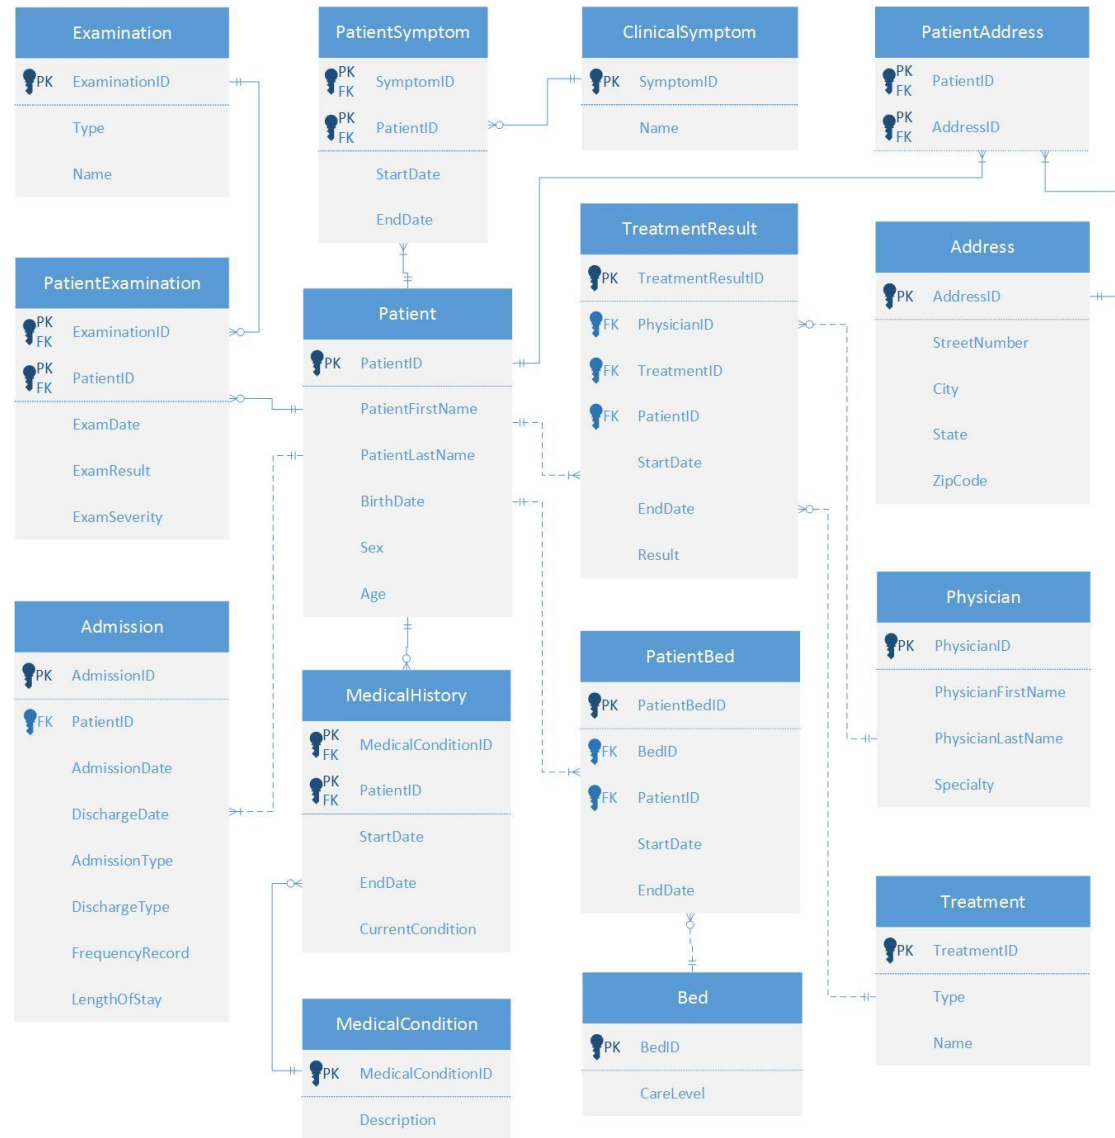 Examination
PK ExaminationID
Type
Name
PatientSymptom
PK
FK
SymptomID
PK
FK
PatientID
StartDate
EndDate
ClinicalSymptom
PK SymptomID
Name
PatientAddress
PK
FK
PatientID
PK
FK
AddressID
PatientExamination
PK
FK
ExaminationID
PK
FK
PatientID
ExamDate
ExamResult
ExamSeverity
Patient
PK PatientID
PatientFirstName
PatientLastName
BirthDate
Sex
Age
TreatmentResult
PK TreatmentResultID
FK PhysicianID
FK TreatmentID
FK PatientID
StartDate
EndDate
Result
Address
PK AddressID
StreetNumber
City
State
ZipCode
Admission
PK AdmissionID
FK PatientID
AdmissionDate
DischargeDate
AdmissionType
DischargeType
FrequencyRecord
LengthOfStay
MedicalHistory
PK
FK
MedicalConditionID
PK
FK
PatientID
StartDate
EndDate
CurrentCondition
PatientBed
PK PatientBedID
FK BedID
FK PatientID
StartDate
EndDate
Physician
PK PhysicianID
PhysicianFirstName
PhysicianLastName
Specialty
MedicalCondition
PK MedicalConditionID
Description
Bed
PK BedID
CareLevel
Treatment
PK TreatmentID
Type
Name